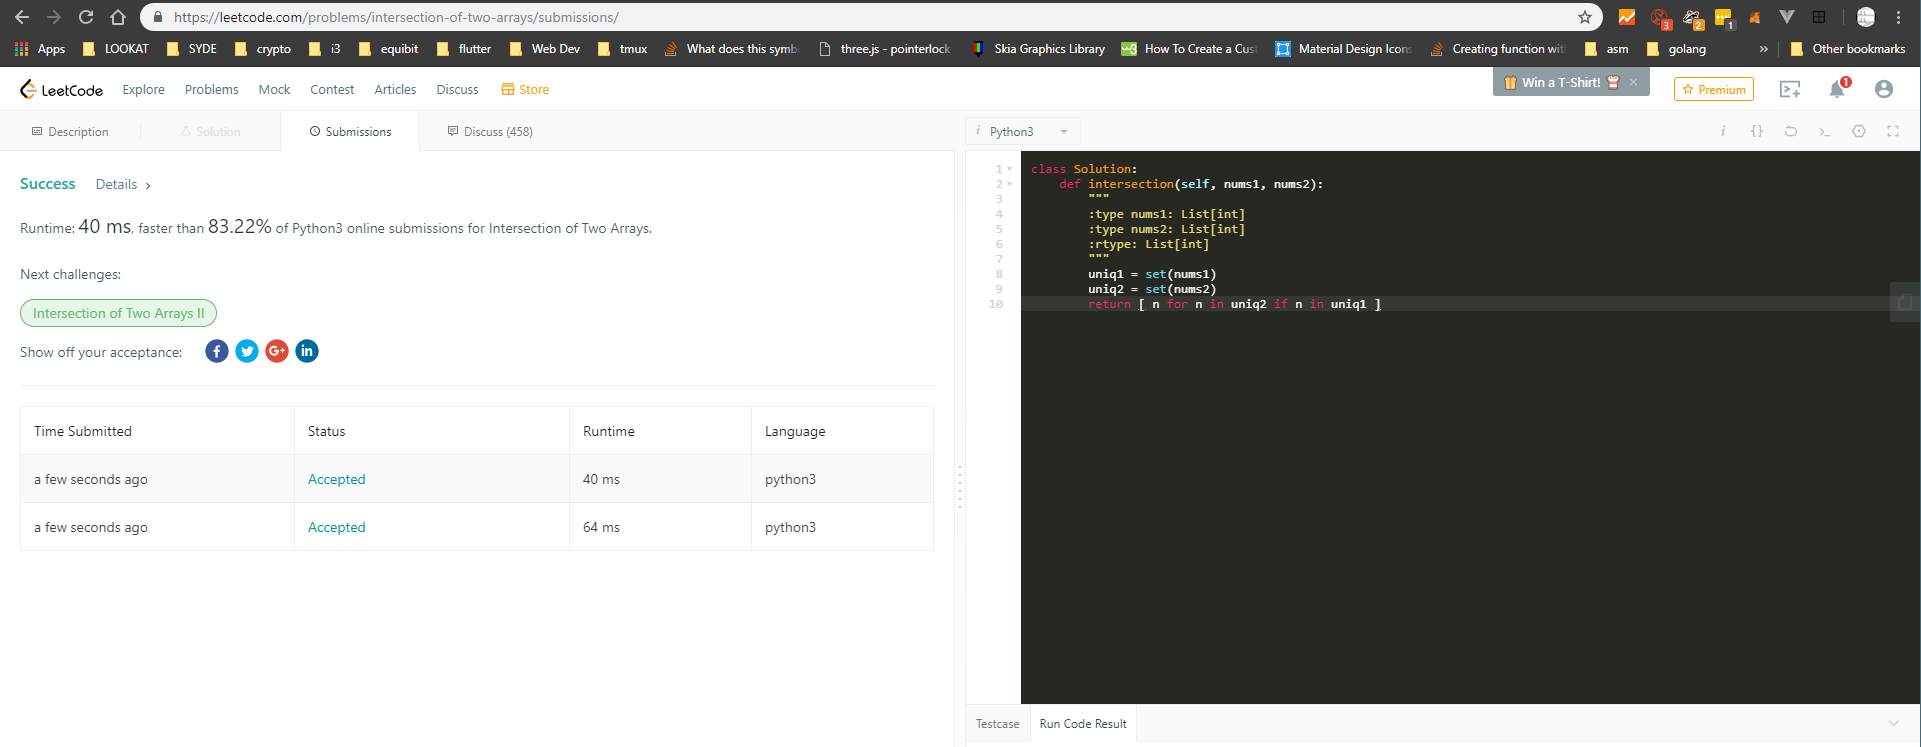 https://leetcode.com/problems/intersection-of-two-arrays/submissions/
3
2
1
Apps LOOKAT SYDE crypto i3 equibit flutter Web Dev tmux What does this symb three.js - pointerlock Skia Graphics Library How To Create a Cus Material Design Icons Creating function wit asm golang » Other bookmarks
LeetCode Explore Problems Mock Contest Articles Discuss Store Win a T-Shirt! × Premium 1
Description Solution Submissions Discuss (458)
i Python3
Success Details >
Runtime: 40 ms, faster than 83.22% of Python3 online submissions for Intersection of Two Arrays.
Next challenges:
Intersection of Two Arrays II
Show off your acceptance: f G+ in
Time Submitted Status Runtime Language
a few seconds ago Accepted 40 ms python3
a few seconds ago Accepted 64 ms python3
i {} >_
1 class Solution:
2 def intersection(self, nums1, nums2):
3 """
4 :type nums1: List[int]
5 :type nums2: List[int]
6 :rtype: List[int]
7 """
8 uniq1 = set(nums1)
9 uniq2 = set(nums2)
10 return [ n for n in uniq2 if n in uniq1 ]
Testcase Run Code Result